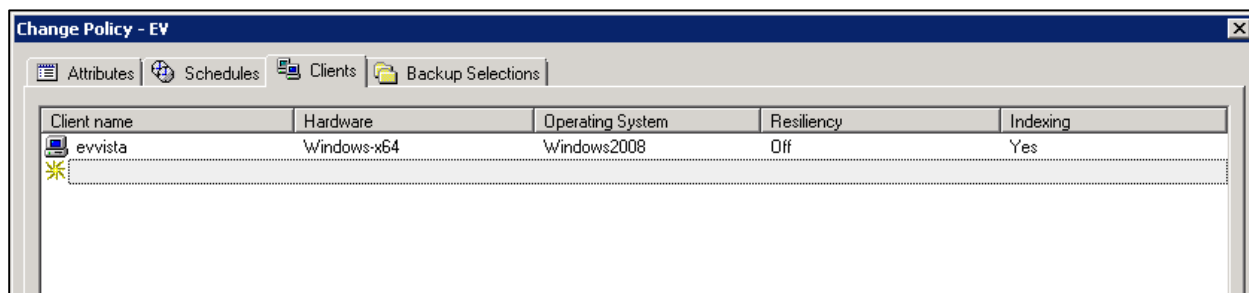 Change Policy - EV
Attributes Schedules Clients Backup Selections
Client name Hardware Operating System Resiliency Indexing
evvista Windows-x64 Windows2008 Off Yes